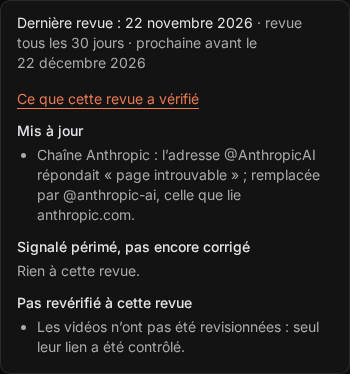 Dernière revue : 22 novembre 2026 · revue
tous les 30 jours · prochaine avant le
22 décembre 2026
Ce que cette revue a vérifié
Mis à jour
• Chaîne Anthropic : l’adresse @AnthropicAI
répondait « page introuvable » ; remplacée
par @anthropic-ai, celle que lie
anthropic.com.
Signalé périmé, pas encore corrigé
Rien à cette revue.
Pas revérifié à cette revue
• Les vidéos n’ont pas été revisionnées : seul
leur lien a été contrôlé.